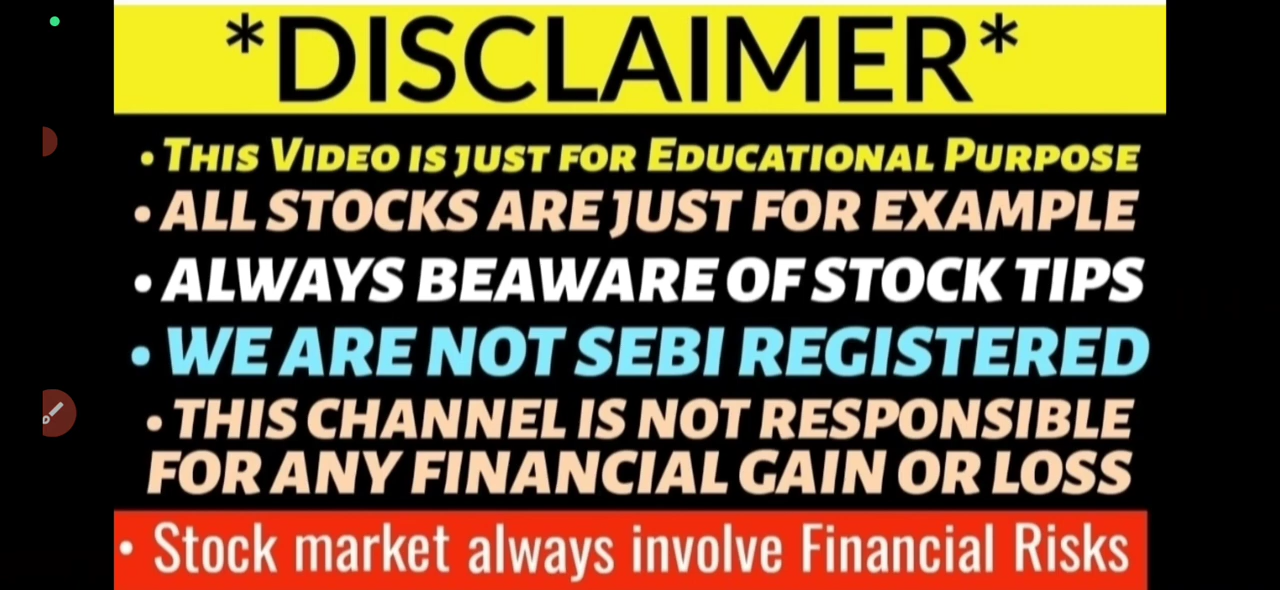 *DISCLAIMER*
• THIS VIDEO IS JUST FOR EDUCATIONAL PURPOSE
• ALL STOCKS ARE JUST FOR EXAMPLE
• ALWAYS BEAWARE OF STOCK TIPS
• WE ARE NOT SEBI REGISTERED
• THIS CHANNEL IS NOT RESPONSIBLE
FOR ANY FINANCIAL GAIN OR LOSS
• Stock market always involve Financial Risks